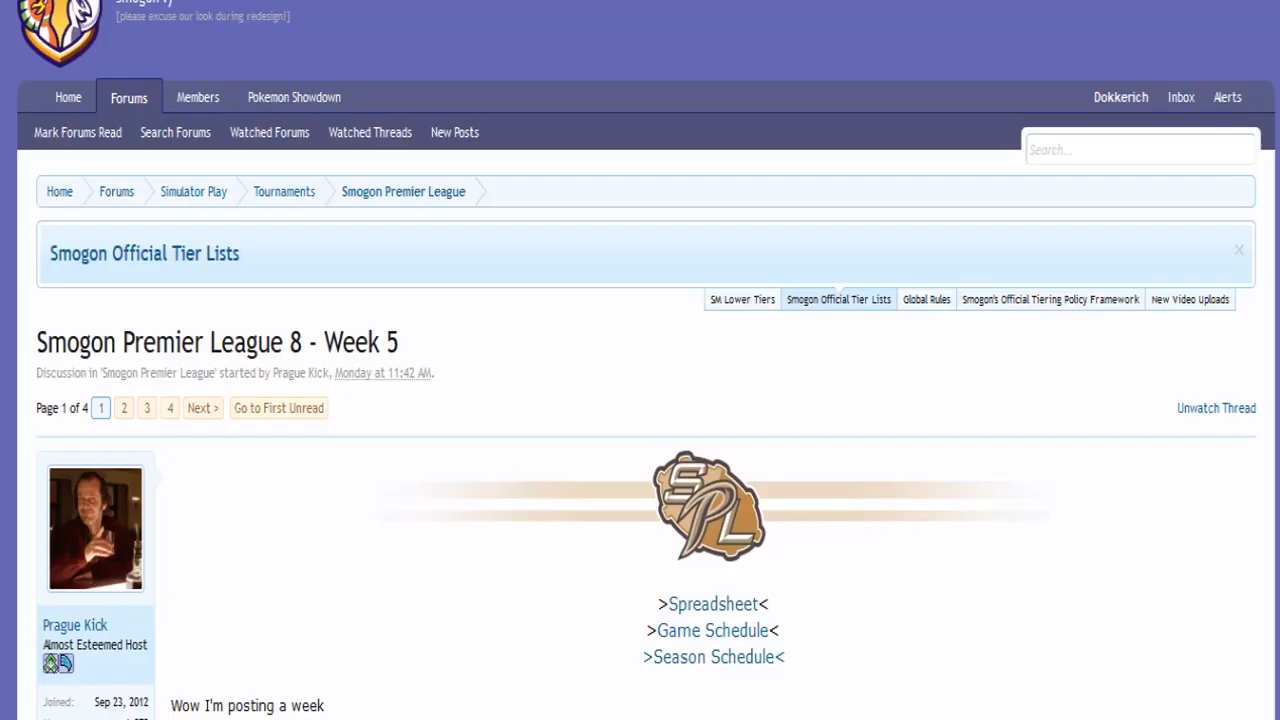 [please excuse our look during redesign!]
Home Forums Members Pokemon Showdown Dokkerich Inbox Alerts
Mark Forums Read Search Forums Watched Forums Watched Threads New Posts
Search...
Home Forums Simulator Play Tournaments Smogon Premier League
Smogon Official Tier Lists X
SM Lower Tiers Smogon Official Tier Lists Global Rules Smogon's Official Tiering Policy Framework New Video Uploads
Smogon Premier League 8 - Week 5
Discussion in 'Smogon Premier League' started by Prague Kick, Monday at 11:42 AM.
Page 1 of 4 1 2 3 4 Next > Go to First Unread Unwatch Thread
SPL
>Spreadsheet<
>Game Schedule<
>Season Schedule<
Prague Kick
Almost Esteemed Host
Joined: Sep 23, 2012
Wow I'm posting a week